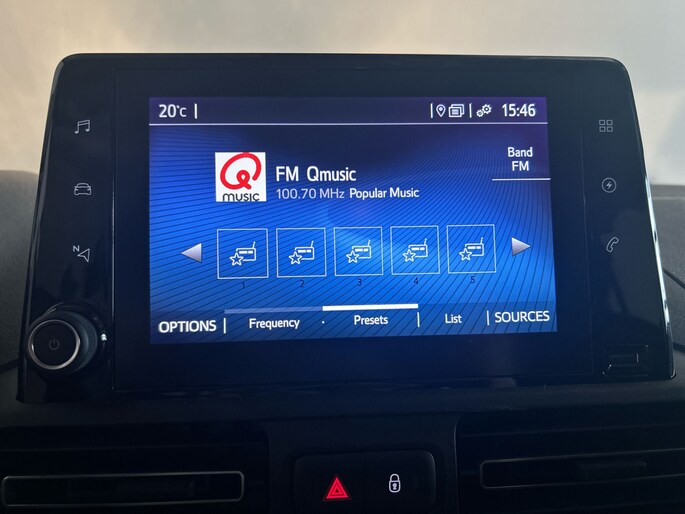 20°C
15:46
Band
FM
Q
music
FM Qmusic
100.70 MHz Popular Music
1 2 3 4 5
OPTIONS Frequency Presets List SOURCES
N